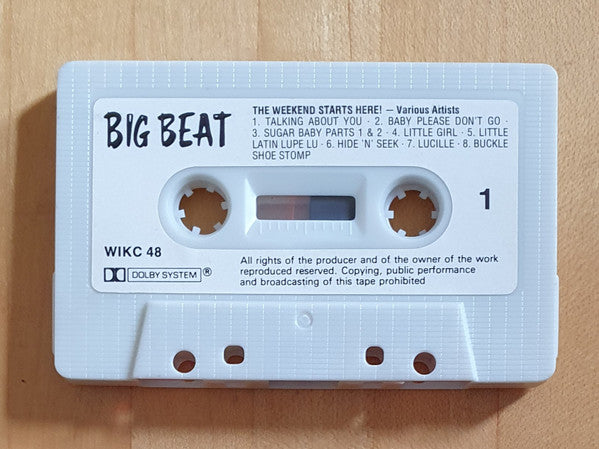 BIG BEAT
THE WEEKEND STARTS HERE! — Various Artists
1. TALKING ABOUT YOU · 2. BABY PLEASE DON'T GO ·
3. SUGAR BABY PARTS 1 & 2 · 4. LITTLE GIRL · 5. LITTLE
LATIN LUPE LU · 6. HIDE 'N' SEEK · 7. LUCILLE · 8. BUCKLE
SHOE STOMP
1
WIKC 48
DOLBY SYSTEM ®
All rights of the producer and of the owner of the work
reproduced reserved. Copying, public performance
and broadcasting of this tape prohibited